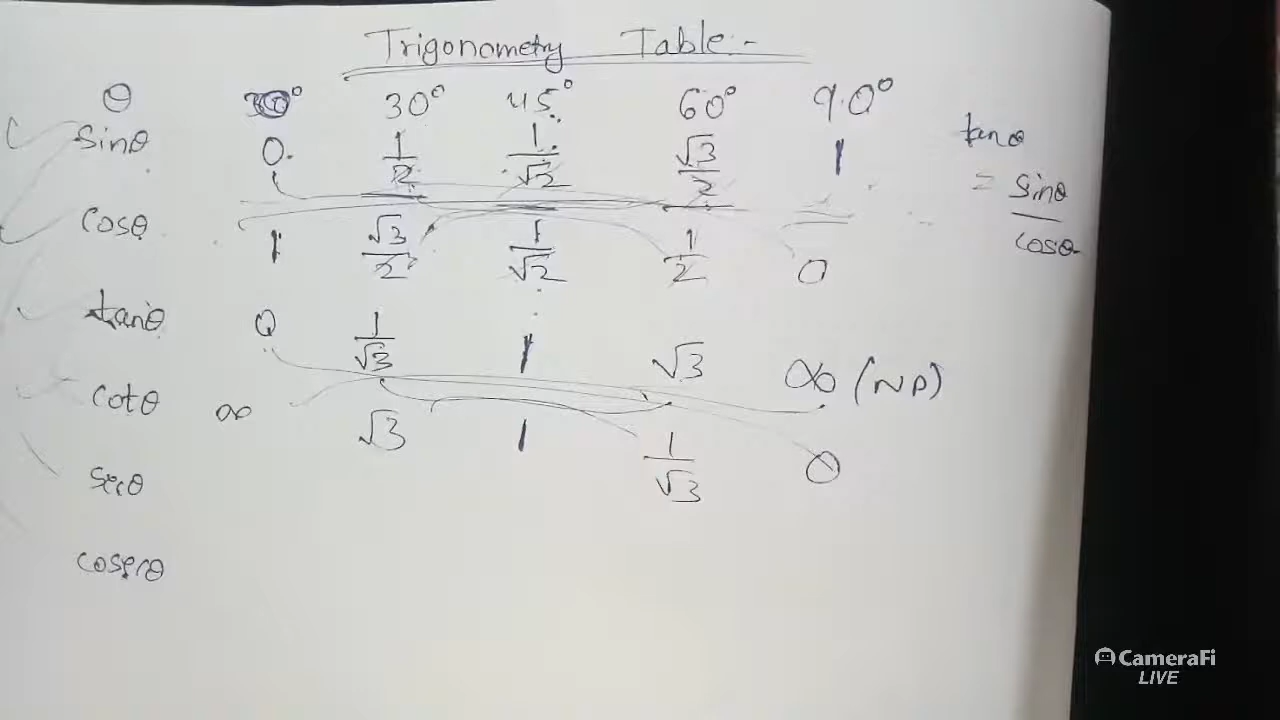 Trigonometry Table:-
θ 0° 30° 45° 60° 90°
sinθ 0 1/2 1/√2 √3/2 1
cosθ 1 √3/2 1/√2 1/2 0
tanθ 0 1/√3 1 √3 ∞ (ND)
cotθ ∞ √3 1 1/√3 0
secθ
cosecθ
tanθ
= sinθ/cosθ
CameraFi
LIVE